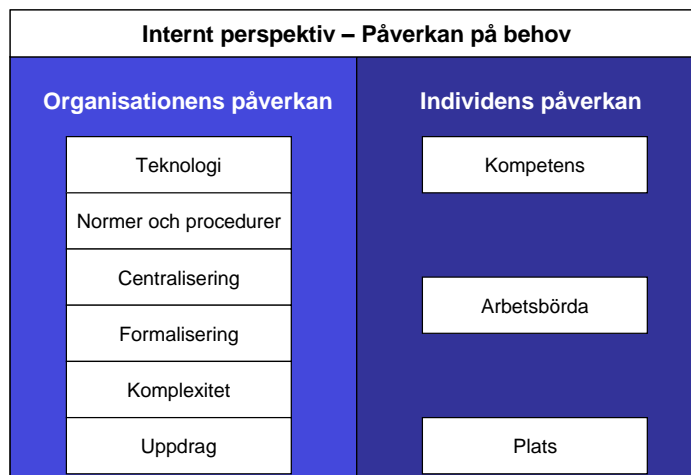 Internt perspektiv – Påverkan på behov
Organisationens påverkan
Teknologi
Normer och procedurer
Centralisering
Formalisering
Komplexitet
Uppdrag
Individens påverkan
Kompetens
Arbetsbörda
Plats